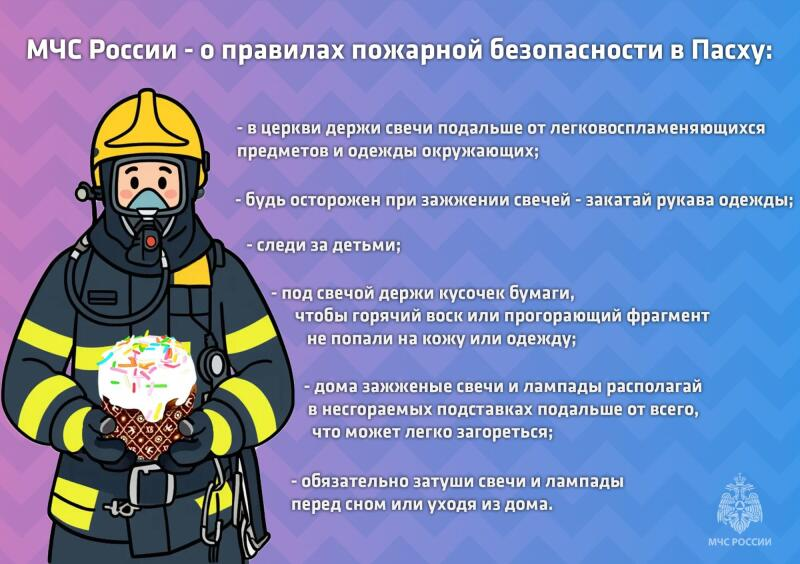 МЧС России - о правилах пожарной безопасности в Пасху:
- в церкви держи свечи подальше от легковоспламеняющихся
предметов и одежды окружающих;
- будь осторожен при зажжении свечей - закатай рукава одежды;
- следи за детьми;
- под свечой держи кусочек бумаги,
чтобы горячий воск или прогорающий фрагмент
не попали на кожу или одежду;
- дома зажженые свечи и лампады располагай
в несгораемых подставках подальше от всего,
что может легко загореться;
- обязательно затуши свечи и лампады
перед сном или уходя из дома.
МЧС РОССИИ